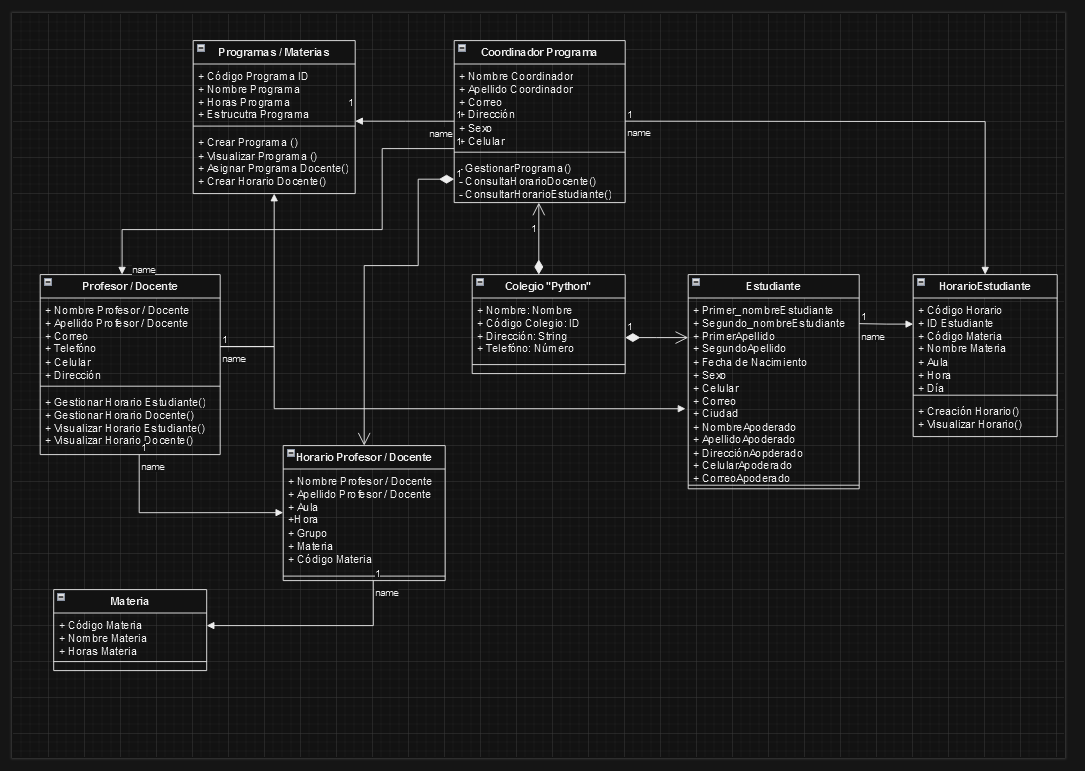 Programas / Materias
+ Código Programa ID
+ Nombre Programa
+ Horas Programa
+ Estrucutra Programa
+ Crear Programa ()
+ Visualizar Programa ()
+ Asignar Programa Docente()
+ Crear Horario Docente()
1
Coordinador Programa
+ Nombre Coordinador
+ Apellido Coordinador
+ Correo
+ Dirección
+ Sexo
+ Celular
- GestionarPrograma()
- ConsultaHorarioDocente()
- ConsultarHorarioEstudiante()
1
name
1
1
1
name
name
Profesor / Docente
+ Nombre Profesor / Docente
+ Apellido Profesor / Docente
+ Correo
+ Telefóno
+ Celular
+ Dirección
+ Gestionar Horario Estudiante()
+ Gestionar Horario Docente()
+ Visualizar Horario Estudiante()
+ Visualizar Horario Docente()
1
name
1
name
1
Colegio "Python"
+ Nombre: Nombre
+ Código Colegio: ID
+ Dirección: String
+ Telefóno: Número
1
Estudiante
+ Primer_nombreEstudiante
+ Segundo_nombreEstudiante
+ PrimerApellido
+ SegundoApellido
+ Fecha de Nacimiento
+ Sexo
+ Celular
+ Correo
+ Ciudad
+ NombreApoderado
+ ApellidoApoderado
+ DirecciónAopderado
+ CelularApoderado
+ CorreoApoderado
1
name
HorarioEstudiante
+ Código Horario
+ ID Estudiante
+ Código Materia
+ Nombre Materia
+ Aula
+ Hora
+ Día
+ Creación Horario()
+ Visualizar Horario()
Horario Profesor / Docente
+ Nombre Profesor / Docente
+ Apellido Profesor / Docente
+ Aula
+Hora
+ Grupo
+ Materia
+ Código Materia
1
name
Materia
+ Código Materia
+ Nombre Materia
+ Horas Materia